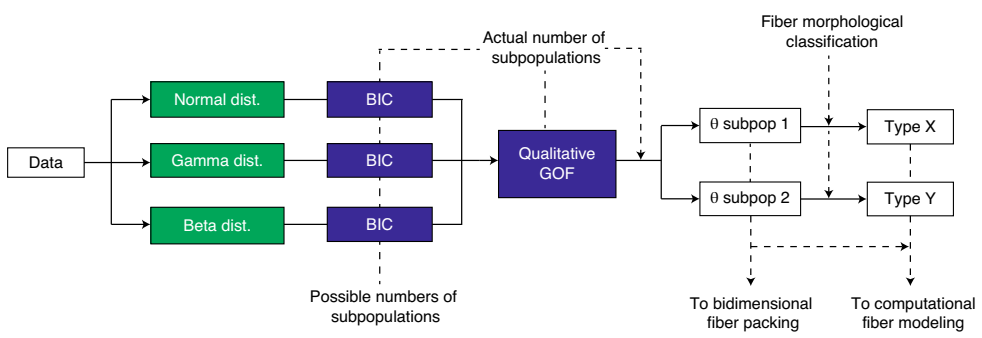 Fiber morphological
classification
Actual number of
subpopulations
Normal dist.
BIC
θ subpop 1
Type X
Data
Gamma dist.
BIC
Qualitative
GOF
θ subpop 2
Type Y
Beta dist.
BIC
Possible numbers of
subpopulations
To bidimensional
fiber packing
To computational
fiber modeling